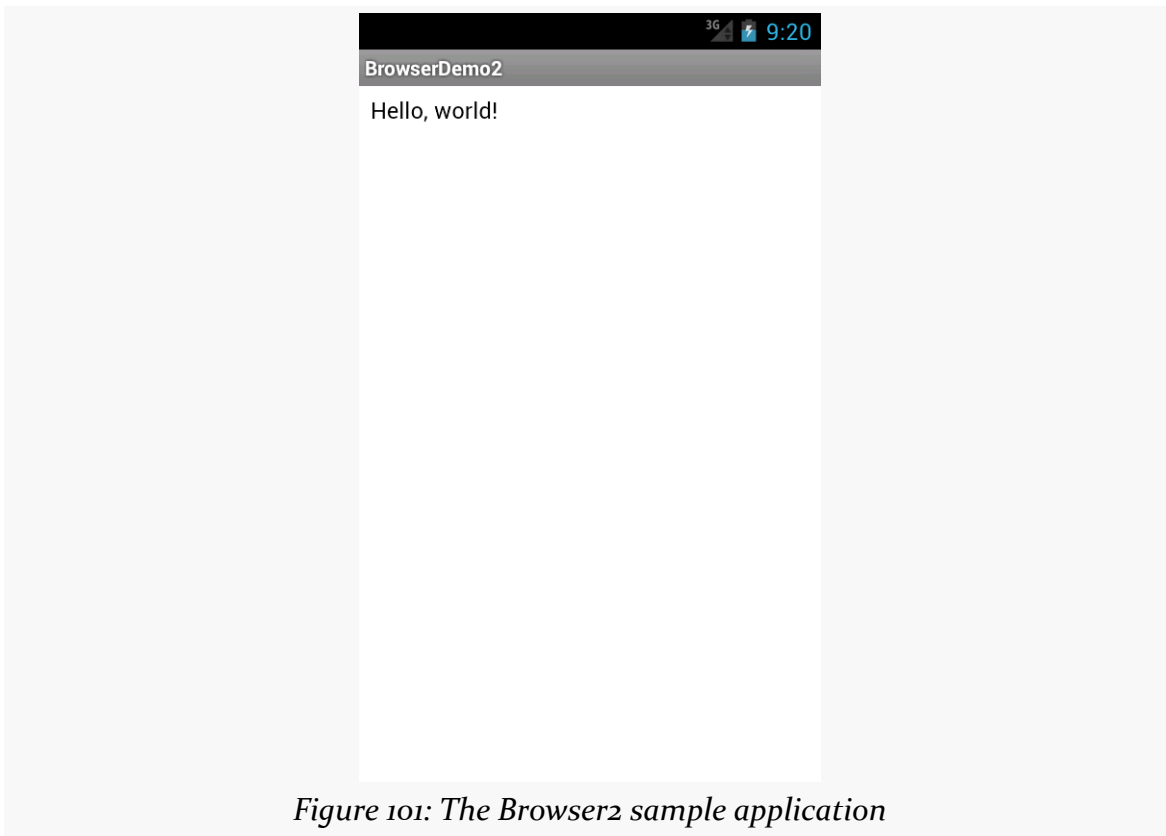 3G 9:20
BrowserDemo2
Hello, world!
Figure 101: The Browser2 sample application